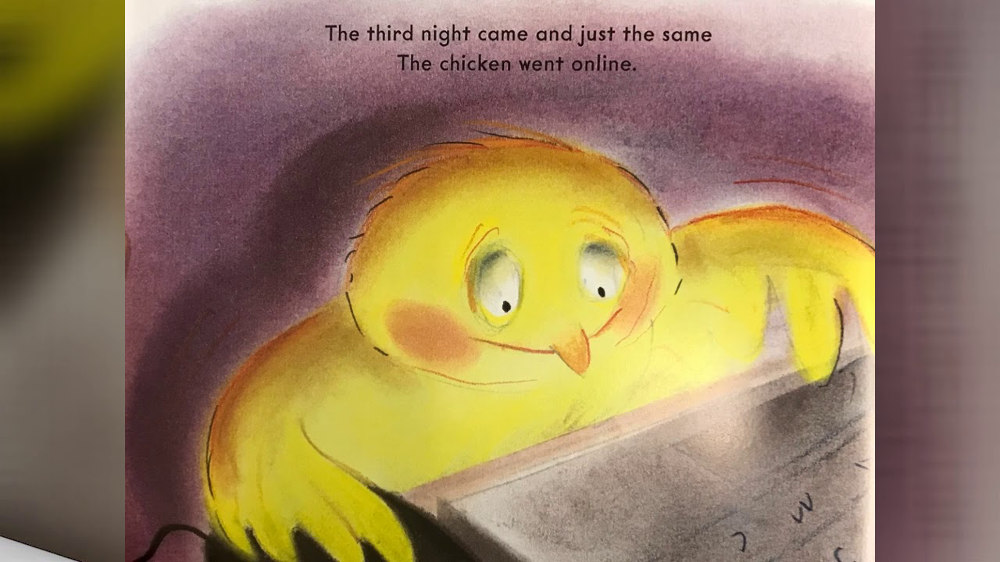 The third night came and just the same
The chicken went online.